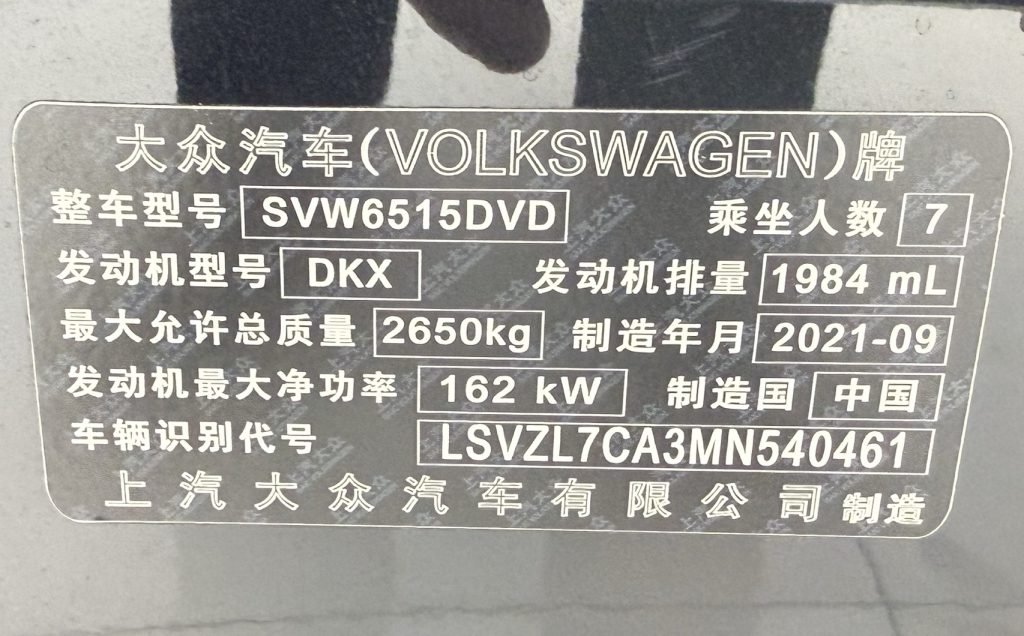 大众汽车(VOLKSWAGEN)牌
整车型号 SVW6515DVD 乘坐人数 7
发动机型号 DKX 发动机排量 1984 mL
最大允许总质量 2650kg 制造年月 2021-09
发动机最大净功率 162 kW 制造国 中国
车辆识别代号 LSVZL7CA3MN540461
上汽大众汽车有限公司 制造